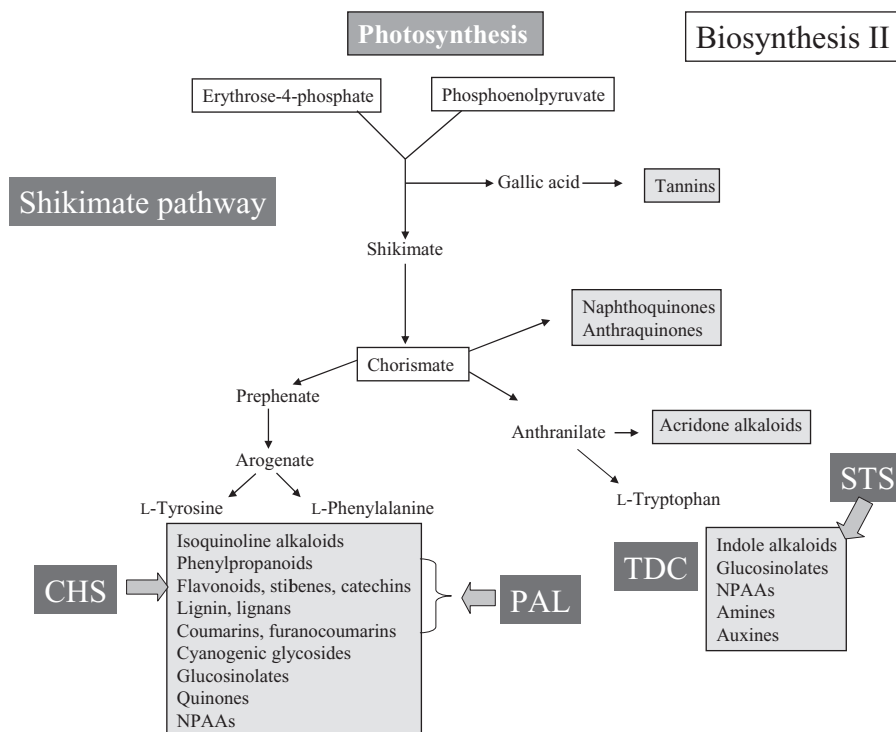 Photosynthesis
Biosynthesis II
Erythrose-4-phosphate
Phosphoenolpyruvate
Gallic acid
Tannins
Shikimate pathway
Shikimate
Naphthoquinones
Anthraquinones
Chorismate
Prephenate
Anthranilate
Acridone alkaloids
Arogenate
L-Tyrosine
L-Phenylalanine
L-Tryptophan
STS
Isoquinoline alkaloids
Phenylpropanoids
Flavonoids, stibenes, catechins
Lignin, lignans
Coumarins, furanocoumarins
Cyanogenic glycosides
Glucosinolates
Quinones
NPAAs
CHS
PAL
TDC
Indole alkaloids
Glucosinolates
NPAAs
Amines
Auxines